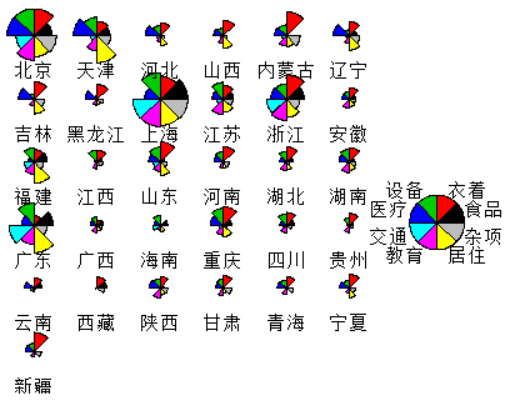 北京 天津 河北 山西 内蒙古 辽宁
吉林 黑龙江 上海 江苏 浙江 安徽
福建 江西 山东 河南 湖北 湖南
广东 广西 海南 重庆 四川 贵州
云南 西藏 陕西 甘肃 青海 宁夏
新疆
设备 衣着
医疗 食品
交通 杂项
教育 居住